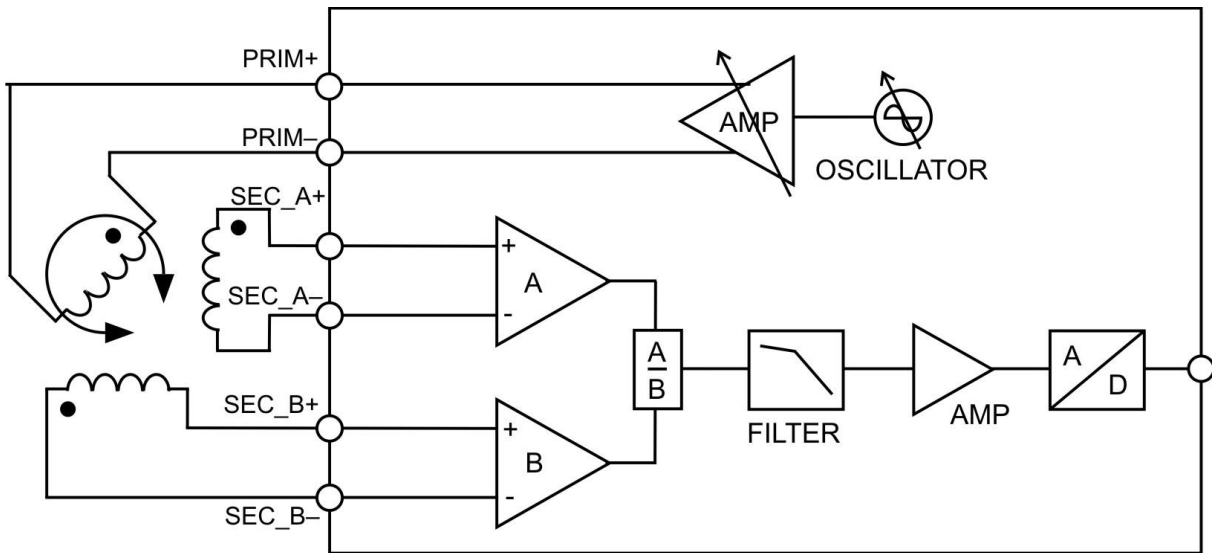 PRIM+
AMP
PRIM–
OSCILLATOR
SEC_A+
+
A
SEC_A–
-
A
B
A
D
SEC_B+
+
AMP
FILTER
B
-
SEC_B–